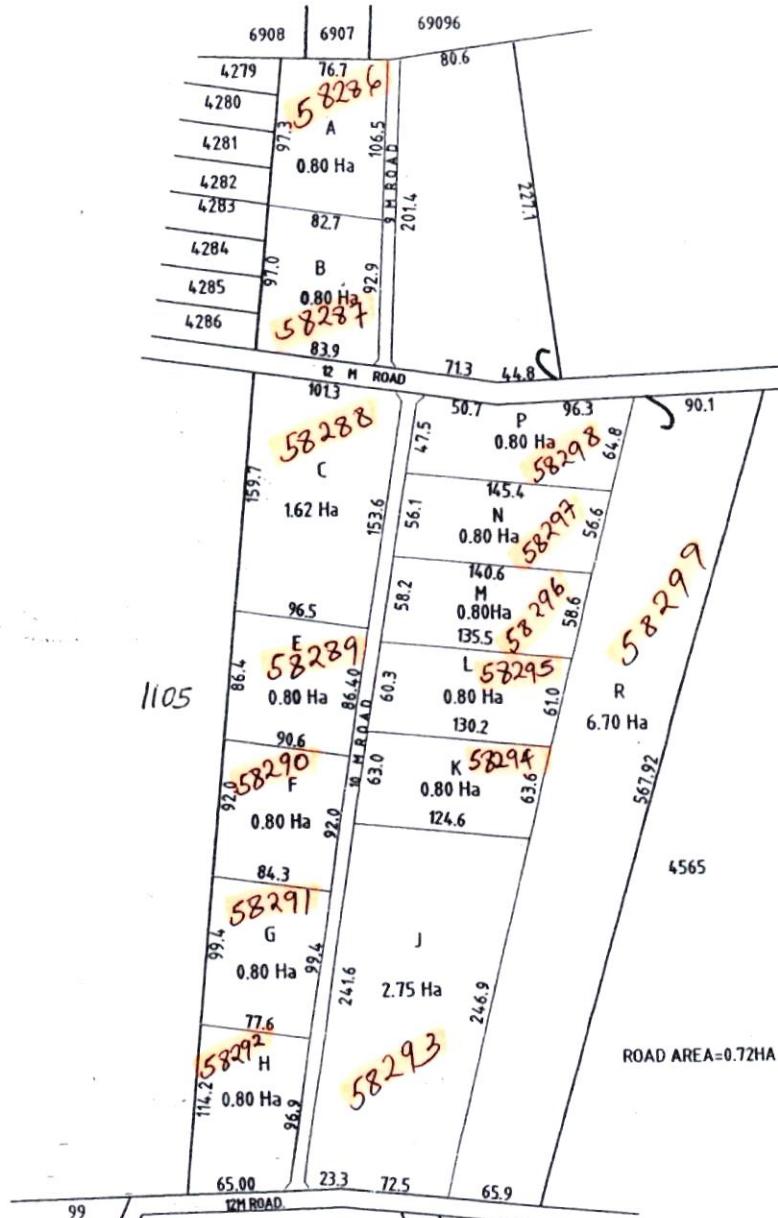 6908 6907 69096
4279 76.7 80.6
58286
4280
A
4281 97.3 106.5
0.80 Ha
9 M ROAD
4282
4283 82.7 201.4 227.1
4284
B
97.0 92.9
4285 0.80 Ha
58287
4286
83.9
12 M ROAD 71.3 44.8
101.3 50.7 96.3 90.1
P
58288 47.5 0.80 Ha 64.8
58298
C
159.7 145.4
1.62 Ha 153.6 56.1 N 56.6
0.80 Ha 58297
140.6
M
58.2 0.80Ha 58296 58.6
96.5 135.5
E
58289 L 58295 58299
1105 86.4 0.80 Ha 86.40 60.3 0.80 Ha 61.0 R
130.2 6.70 Ha
90.6 10 M ROAD
58290 K 58294
F
92.0 0.80 Ha 92.0 63.0 0.80 Ha 63.6 567.92
124.6
84.3 4565
58291
G J
99.4 0.80 Ha 99.4 241.6 2.75 Ha 246.9
77.6
58292 58293 ROAD AREA=0.72HA
H
114.2 0.80 Ha 96.9
65.00 23.3 72.5 65.9
99 12M ROAD.